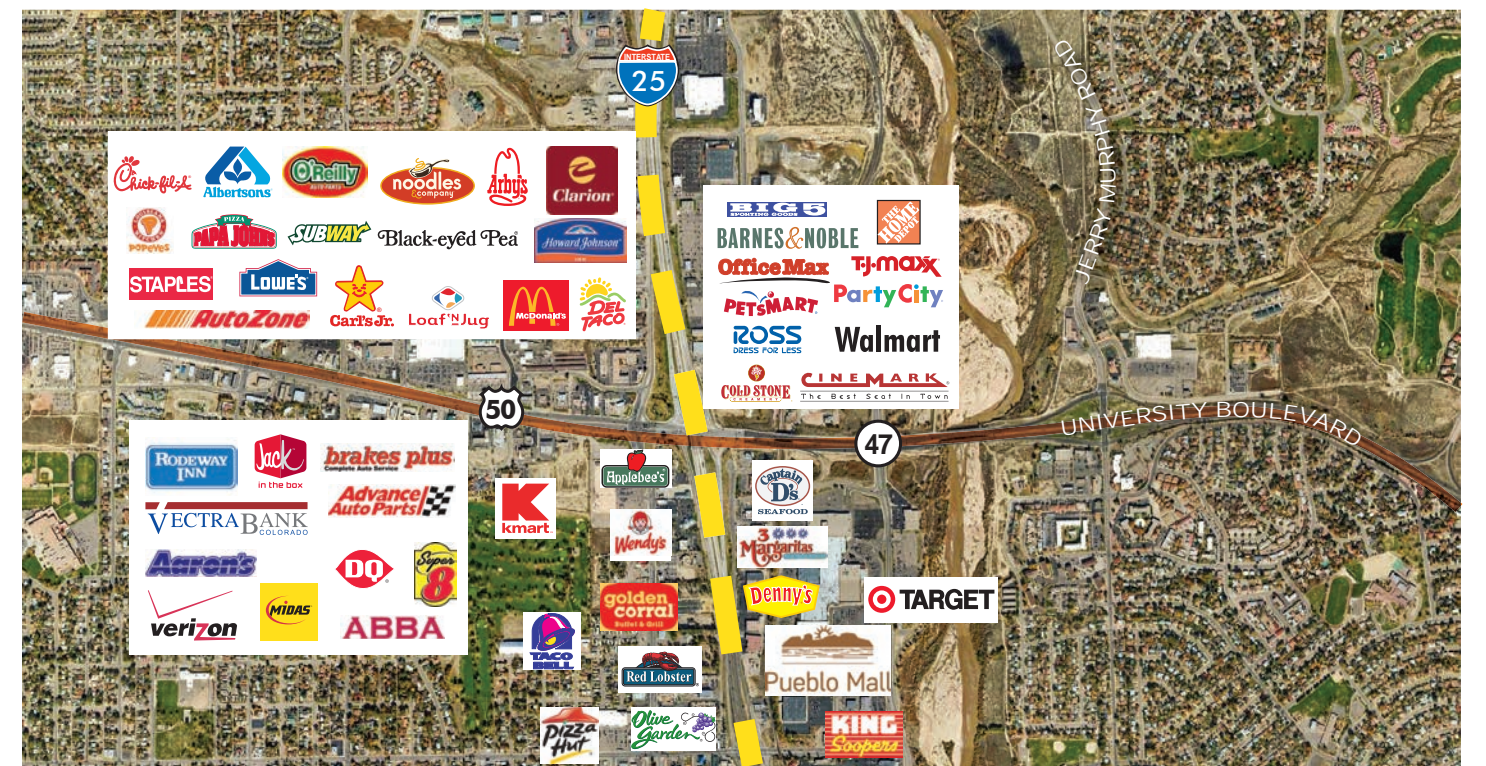 INTERSTATE
25
JERRY MURPHY ROAD
Chick-fil-A
Albertsons
O'Reilly
AUTO PARTS
noodles
&company
Arby's
Clarion
LOUISIANA
KITCHEN
POPEYES
PIZZA
PAPA JOHN'S
SUBWAY
Black-eyed Pea
Howard Johnson
STAPLES
LOWE'S
Carl's Jr.
Loaf 'N Jug
McDonald's
DEL
TACO
AutoZone
BIG 5
SPORTING GOODS
THE
HOME
DEPOT
BARNES&NOBLE
OfficeMax
T.J.maxx
PETSMART
Party City
ROSS
DRESS FOR LESS
Walmart
COLD STONE
CREAMERY
CINEMARK
The Best Seat In Town
50
47
UNIVERSITY BOULEVARD
RODEWAY
INN
Jack
in the box
brakes plus
Complete Auto Service
VECTRA BANK
COLORADO
Advance
Auto Parts
Aaron's
DQ
Super
8
verizon
MIDAS
ABBA
K
kmart
Applebee's
Captain
D's
SEAFOOD
Wendy's
3
Margaritas
golden
corral
Buffet & Grill
Denny's
TARGET
TACO
BELL
Red Lobster
Pueblo Mall
Pizza
Hut
Olive
Garden
KING
Soopers